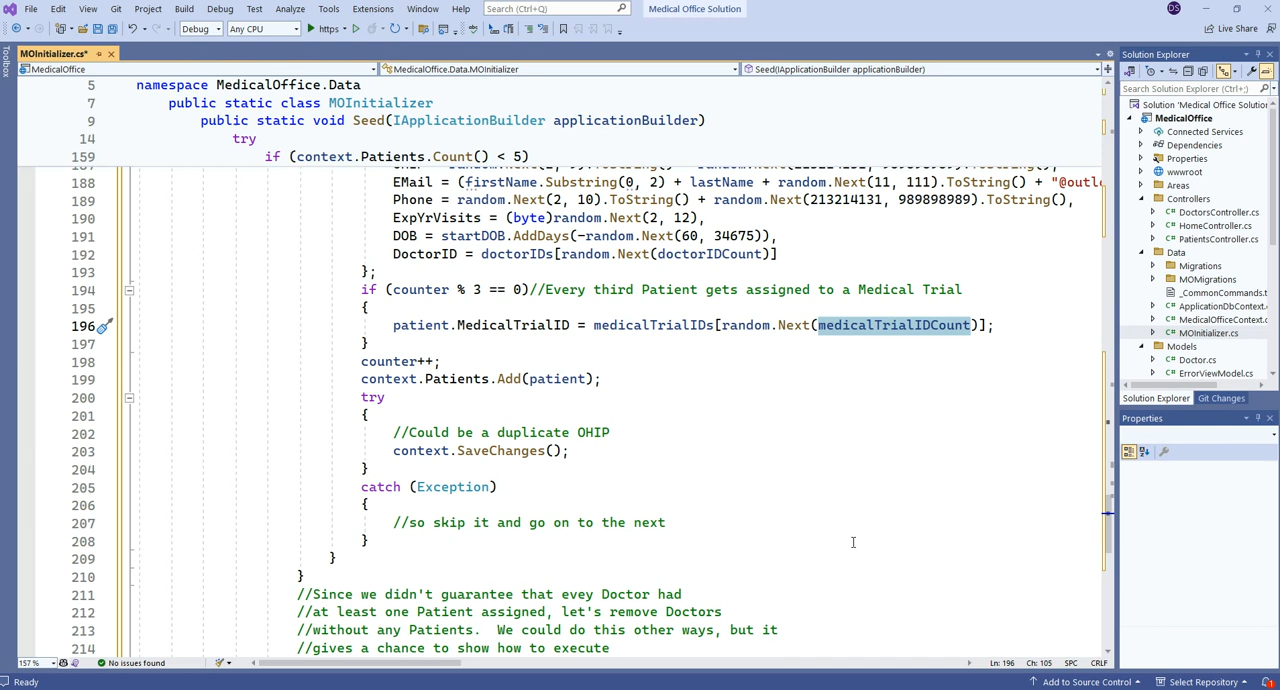 File Edit View Git Project Build Debug Test Analyze Tools Extensions Window Help Search (Ctrl+Q) Medical Office Solution DS
Debug Any CPU https Live Share
Toolbox
MOInitializer.cs*
MedicalOffice MedicalOffice.Data.MOInitializer Seed(IApplicationBuilder applicationBuilder)
5 namespace MedicalOffice.Data
7 public static class MOInitializer
9 public static void Seed(IApplicationBuilder applicationBuilder)
14 try
159 if (context.Patients.Count() < 5)
188 EMail = (firstName.Substring(0, 2) + lastName + random.Next(11, 111).ToString() + "@outlo
189 Phone = random.Next(2, 10).ToString() + random.Next(213214131, 989898989).ToString(),
190 ExpYrVisits = (byte)random.Next(2, 12),
191 DOB = startDOB.AddDays(-random.Next(60, 34675)),
192 DoctorID = doctorIDs[random.Next(doctorIDCount)]
193 };
194 if (counter % 3 == 0)//Every third Patient gets assigned to a Medical Trial
195 {
196 patient.MedicalTrialID = medicalTrialIDs[random.Next(medicalTrialIDCount)];
197 }
198 counter++;
199 context.Patients.Add(patient);
200 try
201 {
202 //Could be a duplicate OHIP
203 context.SaveChanges();
204 }
205 catch (Exception)
206 {
207 //so skip it and go on to the next
208 }
209 }
210 }
211 //Since we didn't guarantee that evey Doctor had
212 //at least one Patient assigned, let's remove Doctors
213 //without any Patients. We could do this other ways, but it
214 //gives a chance to show how to execute
157 % No issues found Ln: 196 Ch: 105 SPC CRLF
Ready Add to Source Control Select Repository 1
Solution Explorer
Search Solution Explorer (Ctrl+;)
Solution 'Medical Office Solution
MedicalOffice
Connected Services
Dependencies
Properties
wwwroot
Areas
Controllers
DoctorsController.cs
HomeController.cs
PatientsController.cs
Data
Migrations
MOMigrations
_CommonCommands.t
ApplicationDbContext.
MedicalOfficeContext.c
MOInitializer.cs
Models
Doctor.cs
ErrorViewModel.cs
Solution Explorer Git Changes
Properties